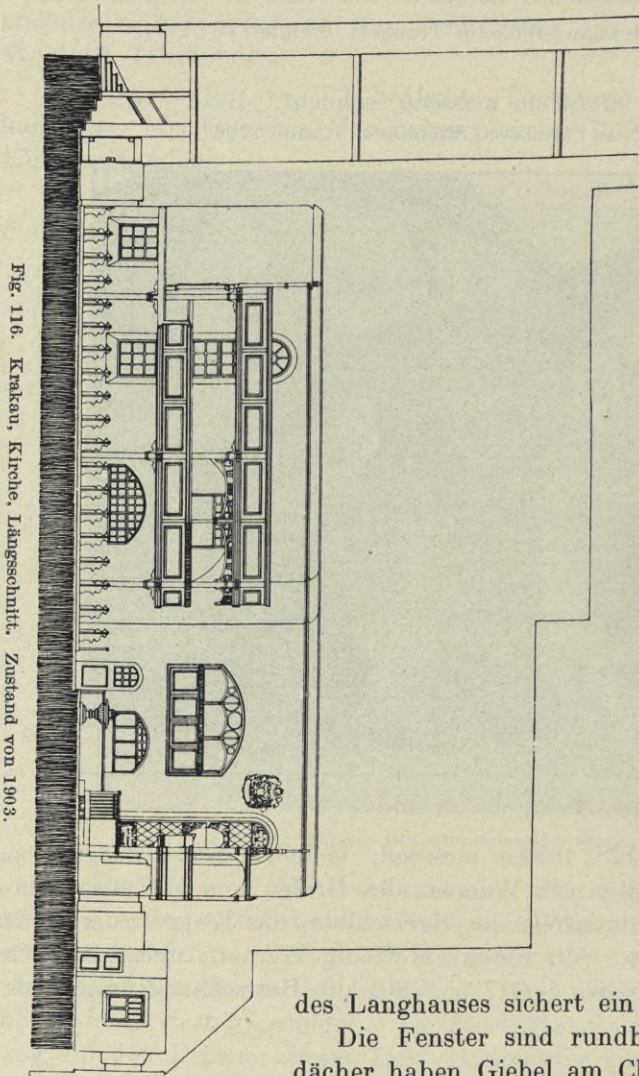 Fig. 116. Krakau, Kirche, Längsschnitt. Zustand von 1903.
des Langhauses sichert ein
Die Fenster sind rundb
dächer haben Giebel am Ch